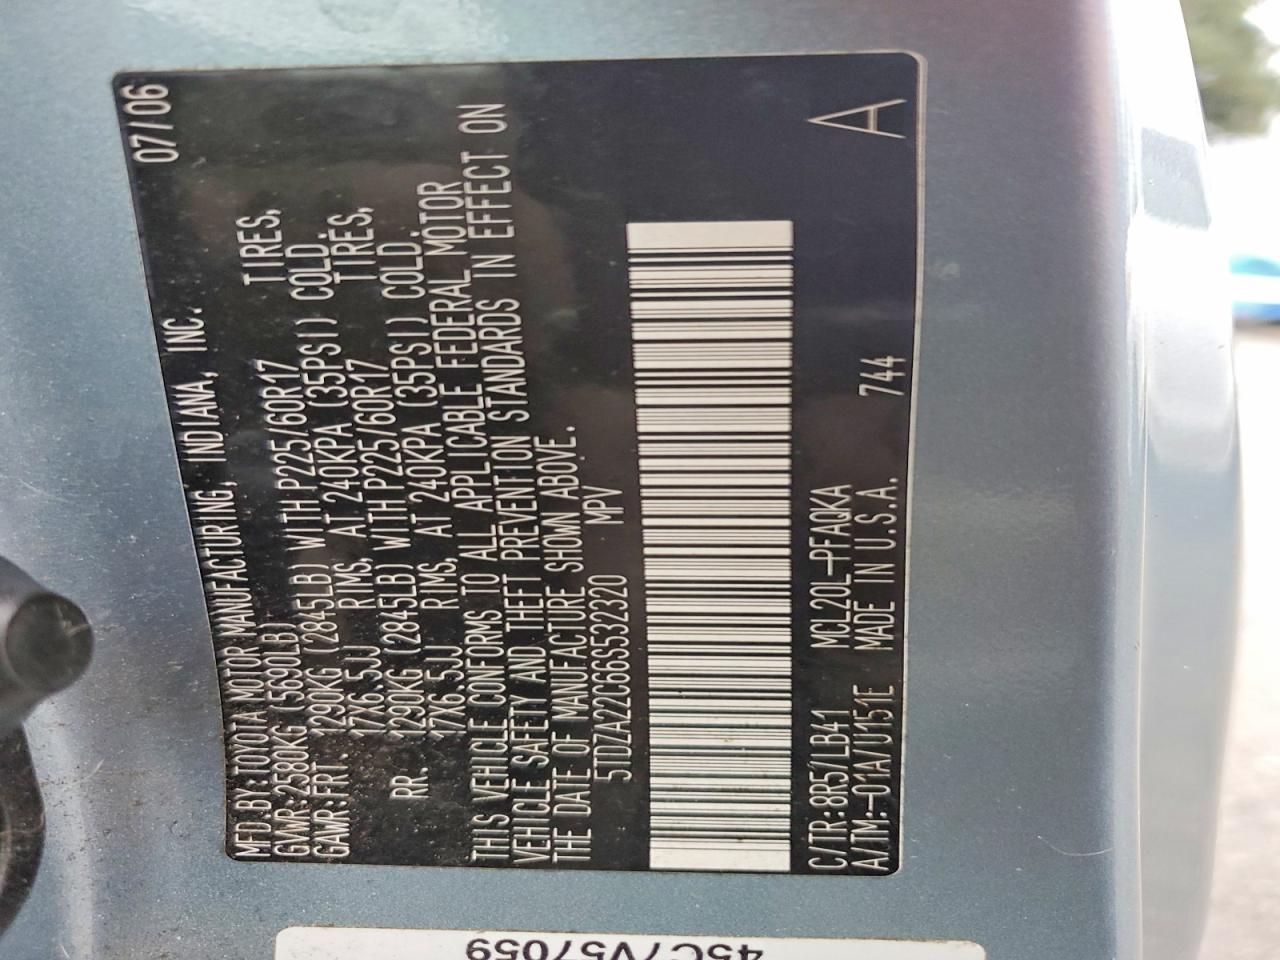 07/06
MFD.BY:TOYOTA MOTOR MANUFACTURING, INDIANA, INC.
GVWR:2580KG (5690LB)
GAWR:FRT. 1290KG (2845LB) WITH P225/60R17 TIRES,
17X6.5JJ RIMS, AT 240KPA (35PSI) COLD.
RR. 1290KG (2845LB) WITH P225/60R17 TIRES,
17X6.5JJ RIMS, AT 240KPA (35PSI) COLD.
THIS VEHICLE CONFORMS TO ALL APPLICABLE FEDERAL MOTOR
VEHICLE SAFETY AND THEFT PREVENTION STANDARDS IN EFFECT ON
THE DATE OF MANUFACTURE SHOWN ABOVE.
5TDZA22C66S532320 MPV
C/TR:8R5/LB41 MCL20L-PFAQKA
A/TM:-01A/U151E MADE IN U.S.A. 744 A
45C7V57059